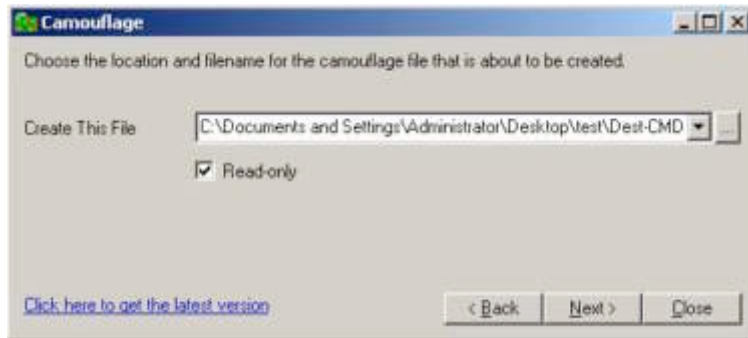 Camouflage
Choose the location and filename for the camouflage file that is about to be created.
Create This File
C:\Documents and Settings\Administrator\Desktop\test\Dest-CMD
...
Read-only
Click here to get the latest version
< Back
Next >
Close